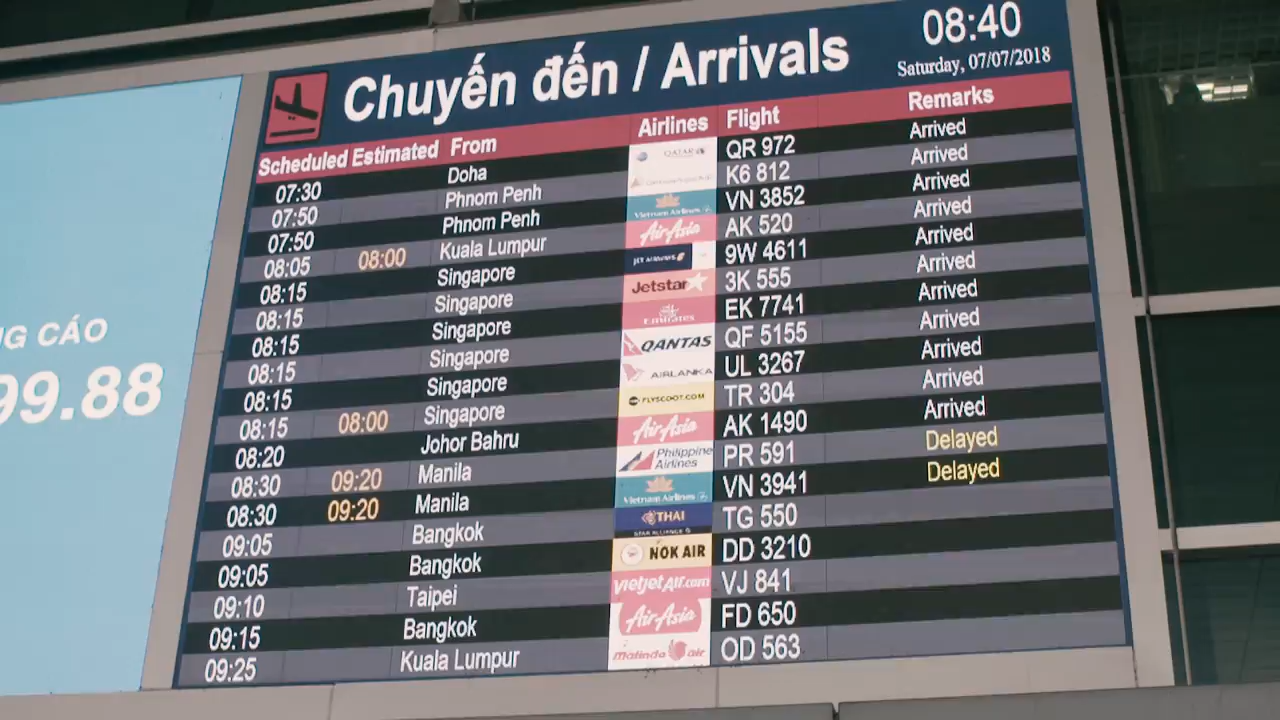 Chuyến đến / Arrivals
08:40
Saturday, 07/07/2018
Scheduled Estimated From Airlines Flight Remarks
07:30 Doha QATAR QR 972 Arrived
07:50 Phnom Penh K6 812 Arrived
07:50 Phnom Penh Vietnam Airlines VN 3852 Arrived
08:05 08:00 Kuala Lumpur AirAsia AK 520 Arrived
08:15 Singapore JET AIRWAYS 9W 4611 Arrived
08:15 Singapore Jetstar 3K 555 Arrived
08:15 Singapore Emirates EK 7741 Arrived
08:15 Singapore QANTAS QF 5155 Arrived
08:15 Singapore AIRLANKA UL 3267 Arrived
08:15 08:00 Singapore FLYSCOOT.COM TR 304 Arrived
08:20 Johor Bahru AirAsia AK 1490 Arrived
08:30 09:20 Manila Philippine Airlines PR 591 Delayed
08:30 09:20 Manila Vietnam Airlines VN 3941 Delayed
09:05 Bangkok THAI STAR ALLIANCE TG 550
09:05 Bangkok NOK AIR DD 3210
09:10 Taipei vietjetAir.com VJ 841
09:15 Bangkok AirAsia FD 650
09:25 Kuala Lumpur malindo air OD 563
NG CÁO
99.88